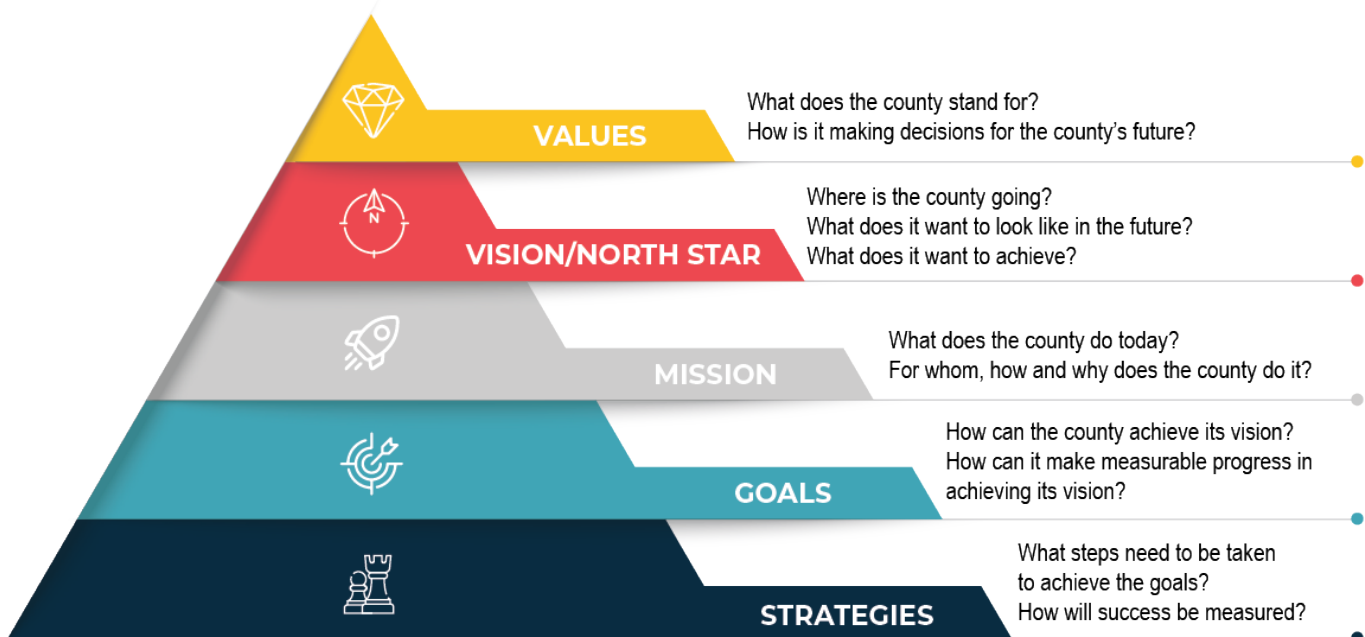 What does the county stand for?
VALUES
How is it making decisions for the county's future?
Where is the county going?
N
What does it want to look like in the future?
VISION/NORTH STAR
What does it want to achieve?
What does the county do today?
MISSION
For whom, how and why does the county do it?
How can the county achieve its vision?
How can it make measurable progress in
GOALS
achieving its vision?
What steps need to be taken
to achieve the goals?
STRATEGIES
How will success be measured?